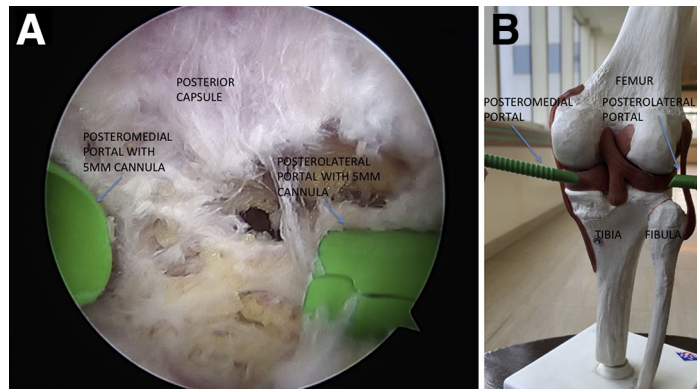 A
POSTERIOR
CAPSULE
POSTEROMEDIAL
PORTAL WITH
5MM CANNULA
POSTEROLATERAL
PORTAL WITH 5MM
CANNULA
B
FEMUR
POSTEROMEDIAL
PORTAL
POSTEROLATERAL
PORTAL
TIBIA
FIBULA